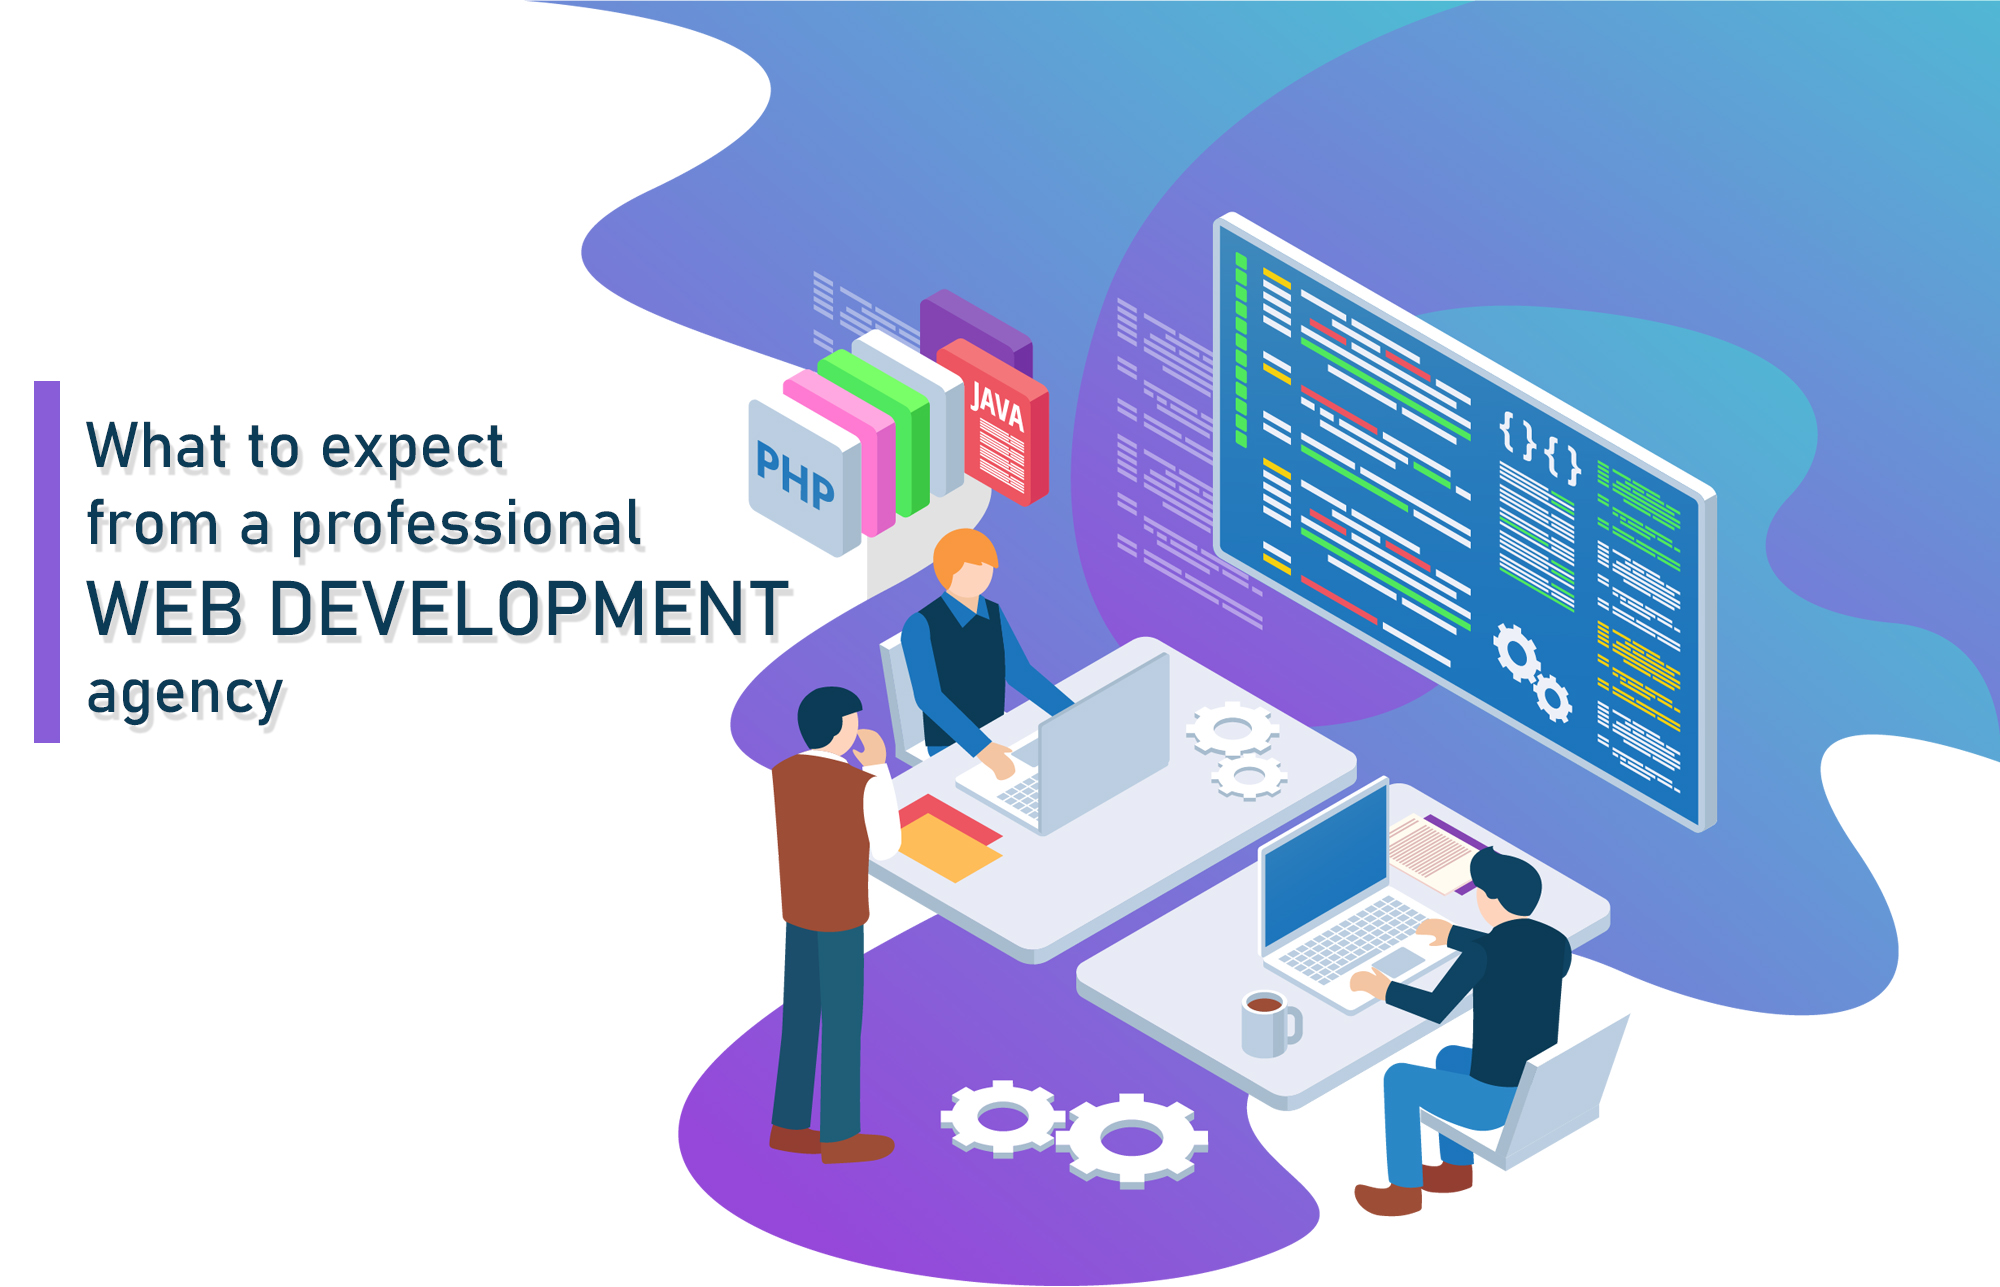 What to expect
from a professional
WEB DEVELOPMENT
agency
PHP
JAVA
{}{}